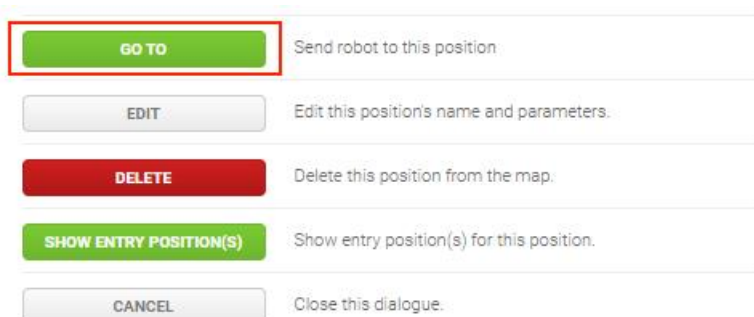 GO TO Send robot to this position
EDIT Edit this position's name and parameters.
DELETE Delete this position from the map.
SHOW ENTRY POSITION(S) Show entry position(s) for this position.
CANCEL Close this dialogue.